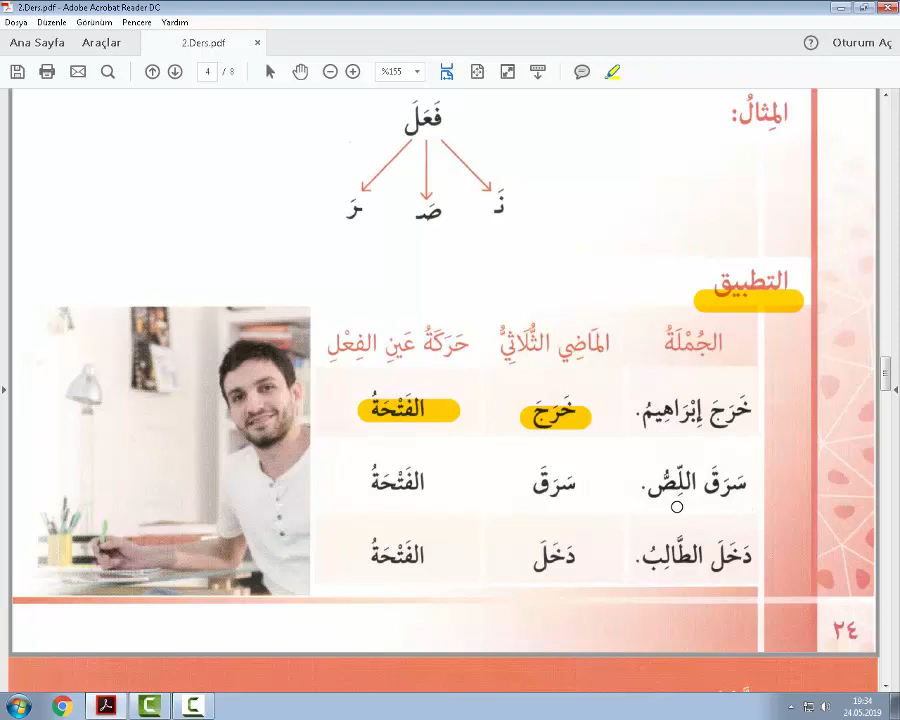 2.Ders.pdf - Adobe Acrobat Reader DC
Dosya Düzenle Görünüm Pencere Yardım
Ana Sayfa Araçlar 2.Ders.pdf × ? Oturum Aç
4 / 8 %155
المِثالُ:
فَعَلَ
نَـ صَـ ـرَ
التطبيق
الجُمْلَةُ المَاضِي الثُّلَاثِيُّ حَرَكَةُ عَينِ الفِعْلِ
خَرَجَ إِبْرَاهِيمُ. خَرَجَ الفَتْحَةُ
سَرَقَ اللِّصُّ. سَرَقَ الفَتْحَةُ
دَخَلَ الطَّالِبُ. دَخَلَ الفَتْحَةُ
٢٤
19:34
24.05.2019